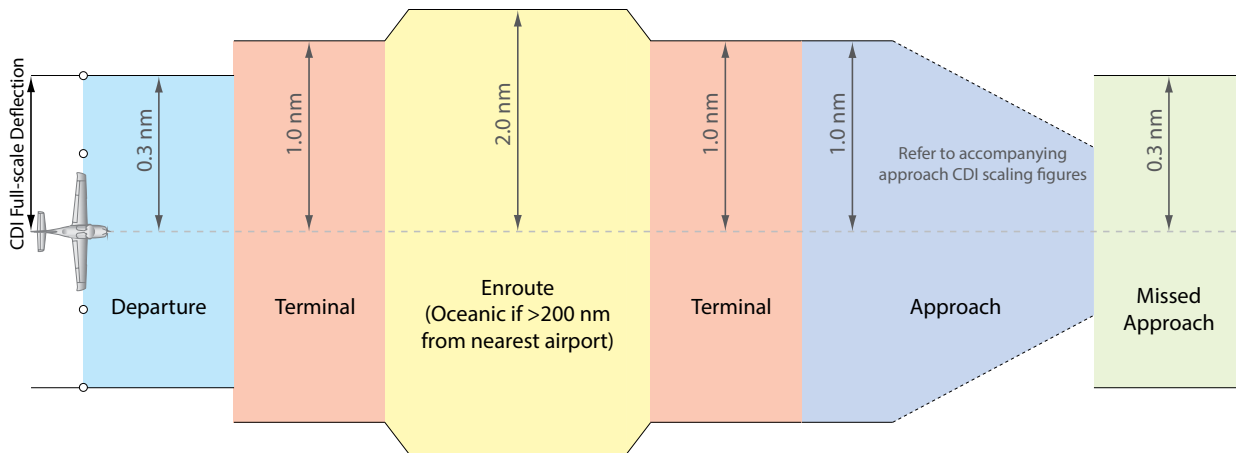 CDI Full-scale Deflection
0.3 nm
1.0 nm
2.0 nm
1.0 nm
1.0 nm
Refer to accompanying
approach CDI scaling figures
0.3 nm
Departure
Terminal
Enroute
(Oceanic if >200 nm
from nearest airport)
Terminal
Approach
Missed
Approach